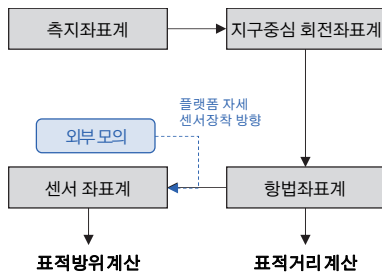 측지좌표계
지구중심 회전좌표계
플랫폼 자세
센서장착 방향
외부 모의
센서 좌표계
항법좌표계
표적방위계산
표적거리계산